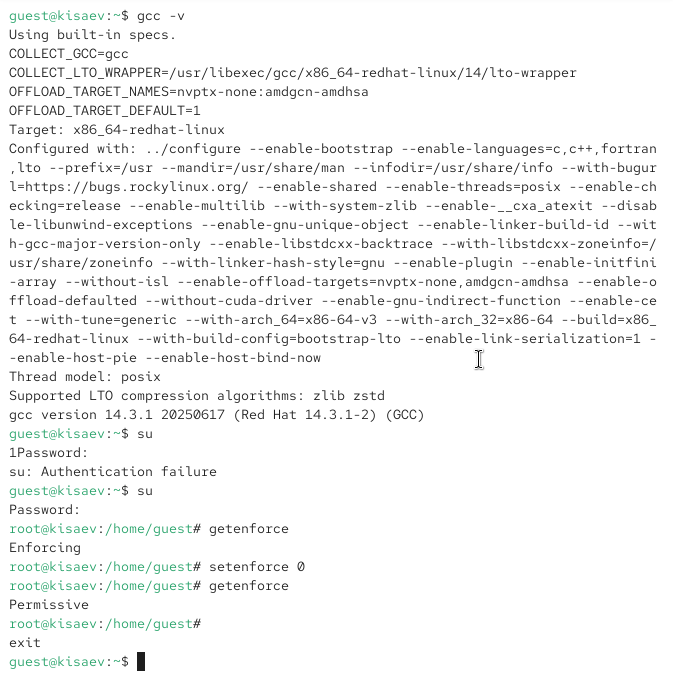 guest@kisaev:~$ gcc -v
Using built-in specs.
COLLECT_GCC=gcc
COLLECT_LTO_WRAPPER=/usr/libexec/gcc/x86_64-redhat-linux/14/lto-wrapper
OFFLOAD_TARGET_NAMES=nvptx-none:amdgcn-amdhsa
OFFLOAD_TARGET_DEFAULT=1
Target: x86_64-redhat-linux
Configured with: ../configure --enable-bootstrap --enable-languages=c,c++,fortran
,lto --prefix=/usr --mandir=/usr/share/man --infodir=/usr/share/info --with-bugur
l=https://bugs.rockylinux.org/ --enable-shared --enable-threads=posix --enable-ch
ecking=release --enable-multilib --with-system-zlib --enable-__cxa_atexit --disab
le-libunwind-exceptions --enable-gnu-unique-object --enable-linker-build-id --wit
h-gcc-major-version-only --enable-libstdcxx-backtrace --with-libstdcxx-zoneinfo=/
usr/share/zoneinfo --with-linker-hash-style=gnu --enable-plugin --enable-initfini
-array --without-isl --enable-offload-targets=nvptx-none,amdgcn-amdhsa --enable-o
ffload-defaulted --without-cuda-driver --enable-gnu-indirect-function --enable-ce
t --with-tune=generic --with-arch_64=x86-64-v3 --with-arch_32=x86-64 --build=x86_
64-redhat-linux --with-build-config=bootstrap-lto --enable-link-serialization=1 -
-enable-host-pie --enable-host-bind-now
Thread model: posix
Supported LTO compression algorithms: zlib zstd
gcc version 14.3.1 20250617 (Red Hat 14.3.1-2) (GCC)
guest@kisaev:~$ su
1Password:
su: Authentication failure
guest@kisaev:~$ su
Password:
root@kisaev:/home/guest# getenforce
Enforcing
root@kisaev:/home/guest# setenforce 0
root@kisaev:/home/guest# getenforce
Permissive
root@kisaev:/home/guest#
exit
guest@kisaev:~$